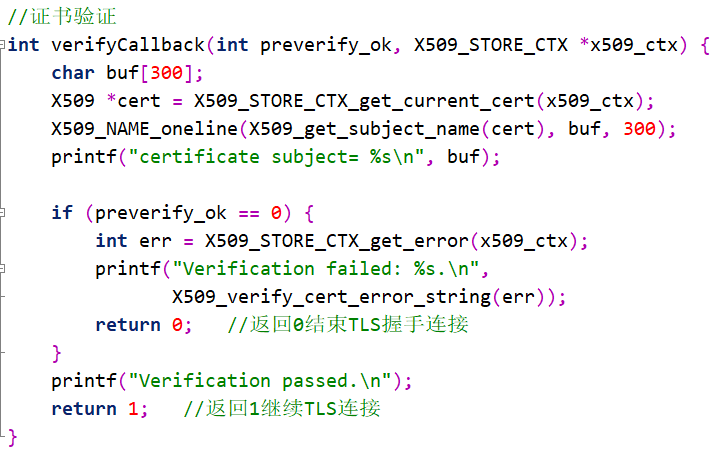 //证书验证
int verifyCallback(int preverify_ok, X509_STORE_CTX *x509_ctx) {
    char buf[300];
    X509 *cert = X509_STORE_CTX_get_current_cert(x509_ctx);
    X509_NAME_oneline(X509_get_subject_name(cert), buf, 300);
    printf("certificate subject= %s\n", buf);

    if (preverify_ok == 0) {
        int err = X509_STORE_CTX_get_error(x509_ctx);
        printf("Verification failed: %s.\n",
               X509_verify_cert_error_string(err));
        return 0;   //返回0结束TLS握手连接
    }
    printf("Verification passed.\n");
    return 1;   //返回1继续TLS连接
}